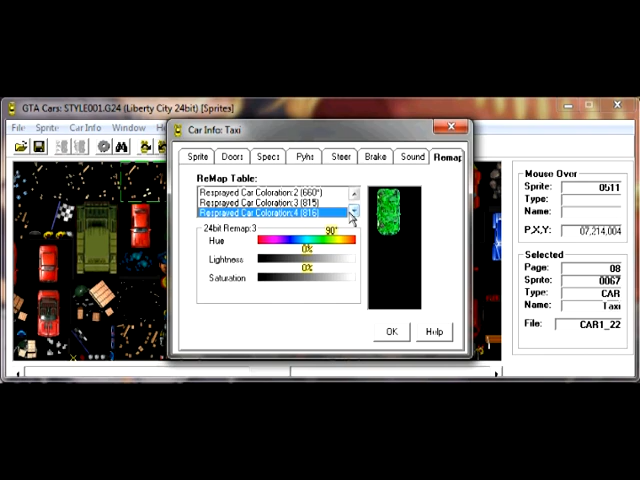 GTA Cars: STYLE001.G24 (Liberty City 24bit) [Sprites]
File Sprite Car Info Window
Car Info: Taxi
Sprite Doors Specs Pyhs Steer Brake Sound Remap
ReMap Table:
Resprayed Car Coloration:2 (660*)
Resprayed Car Coloration:3 (815)
Resprayed Car Coloration:4 (816)
24bit Remap:3
90°
Hue
0%
Lightness
0%
Saturation
OK Help
Mouse Over
Sprite: 0511
Type:
Name:
P,X,Y: 07,214,004
Selected
Page: 08
Sprite: 0067
Type: CAR
Name: Taxi
File: CAR1_22